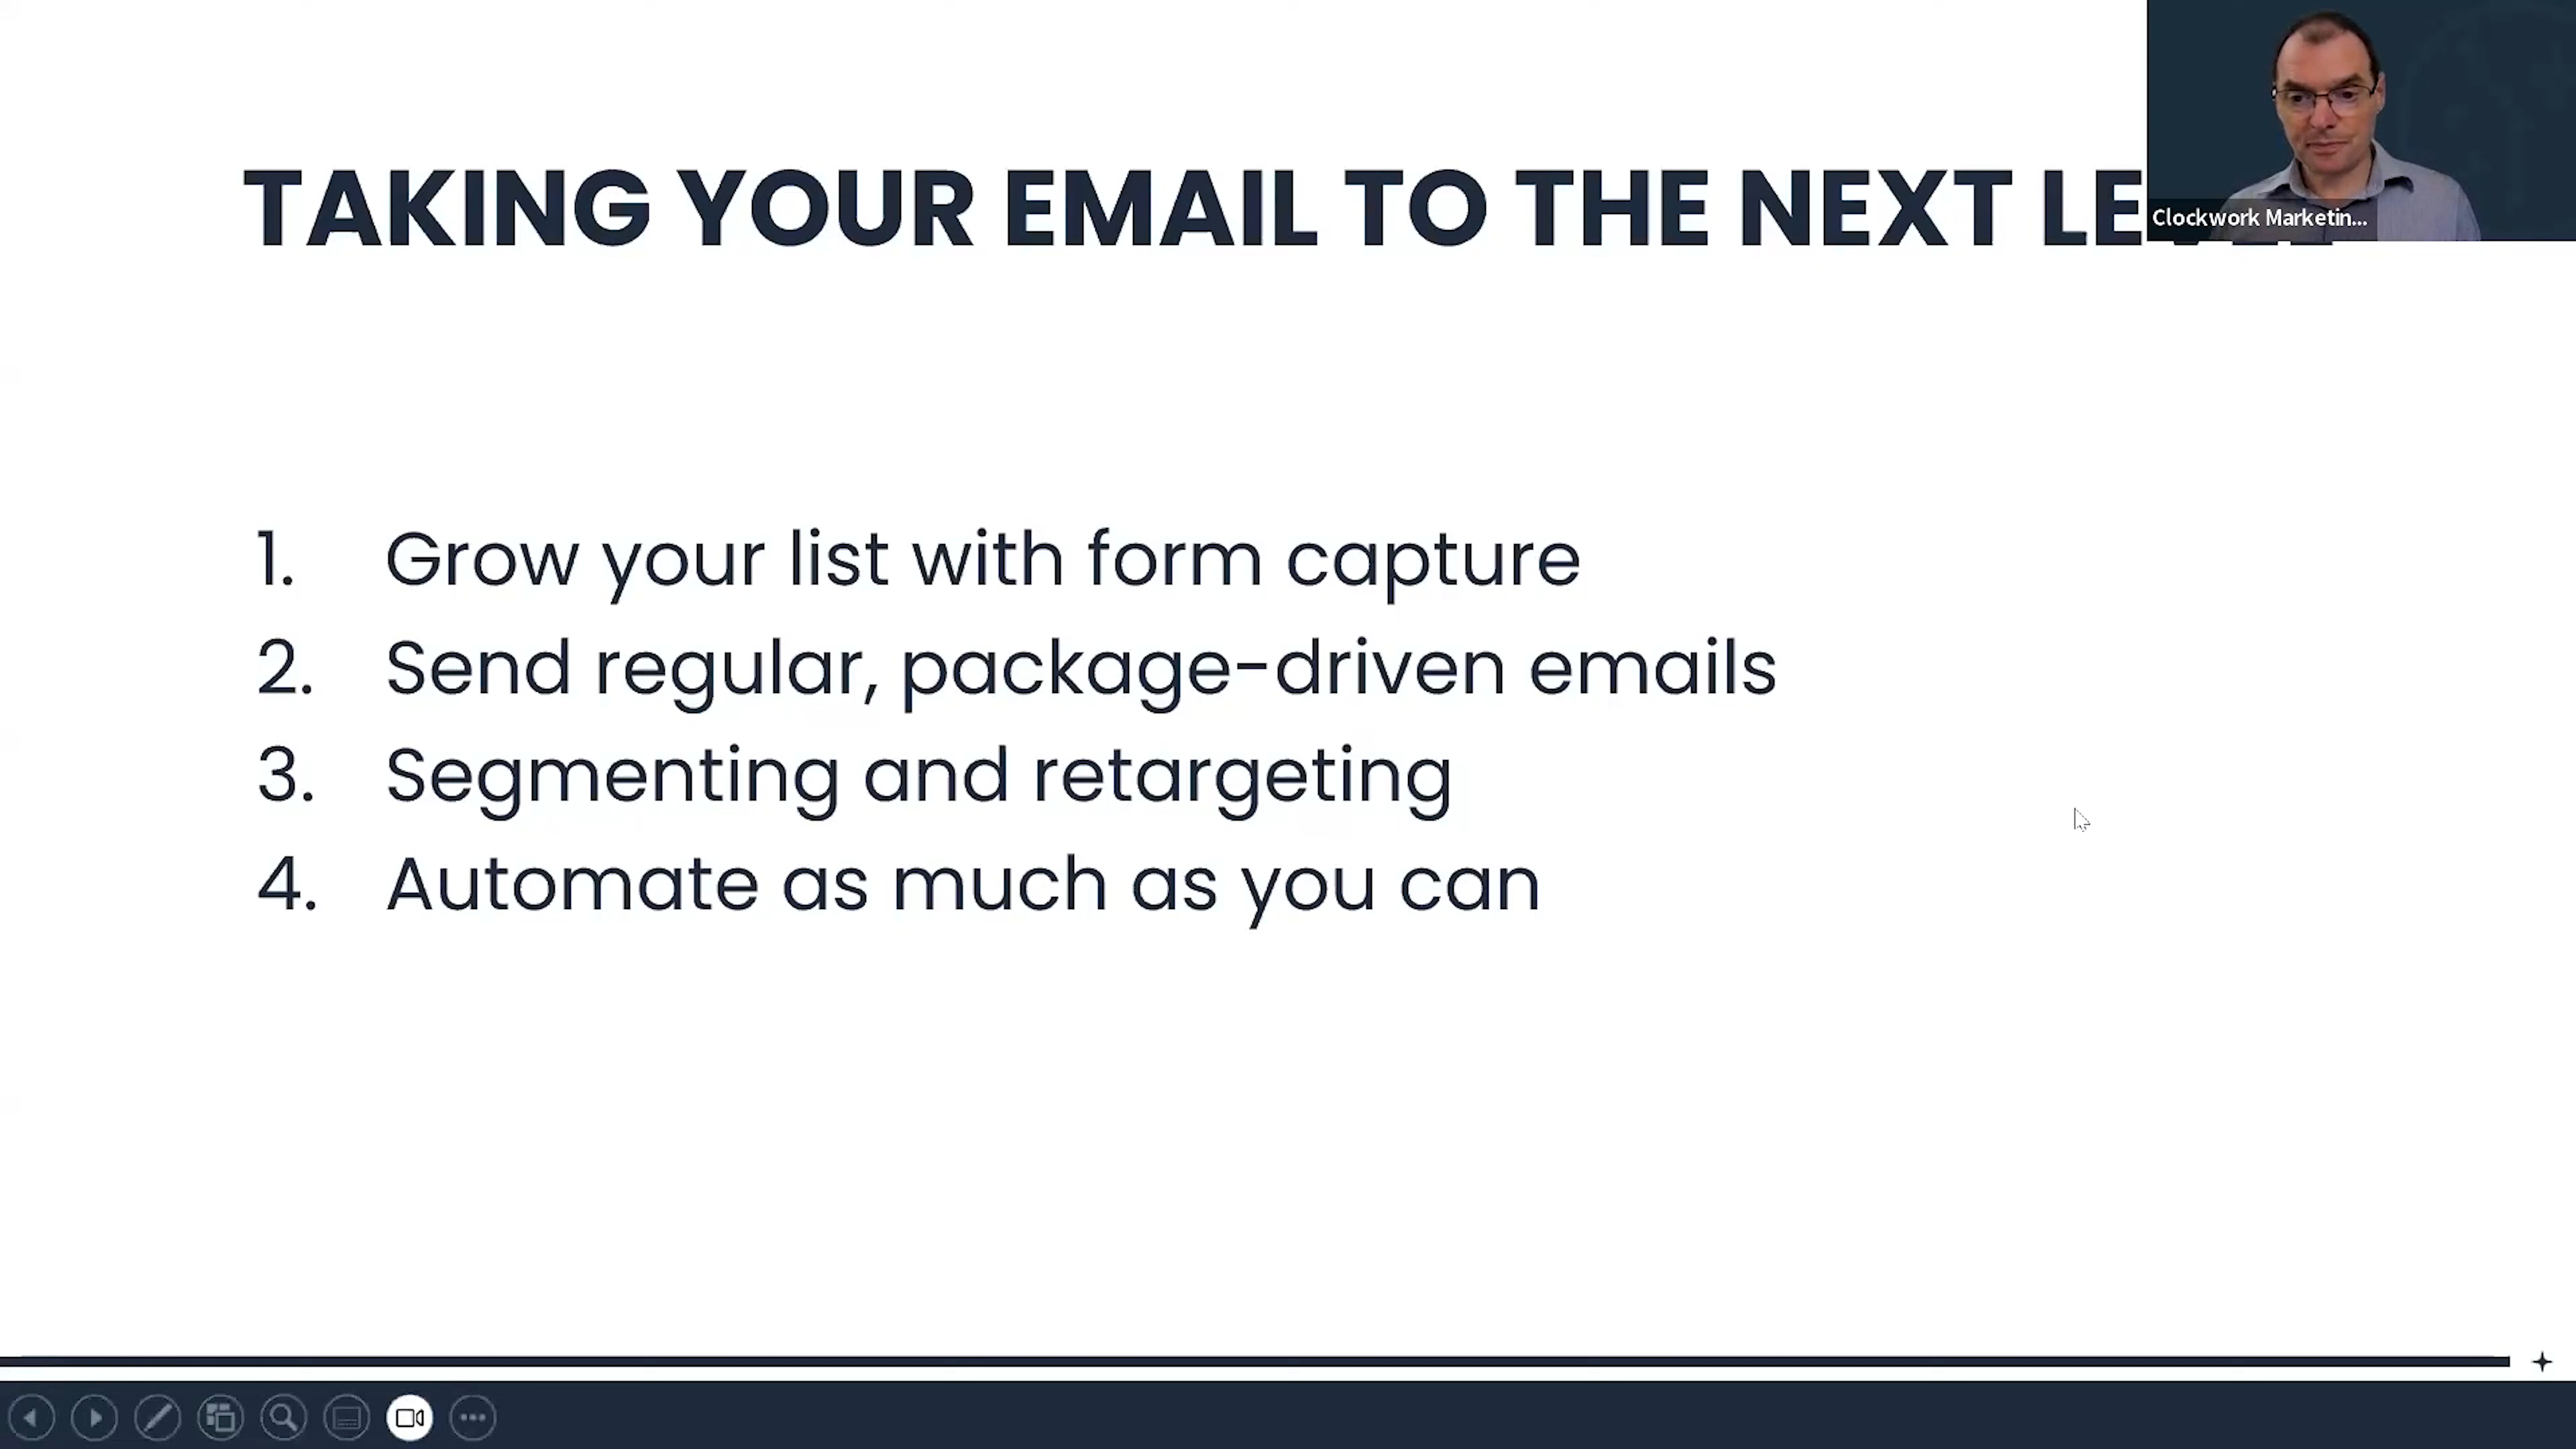 TAKING YOUR EMAIL TO THE NEXT
Clockwork Marketin...
1. Grow your list with form capture
2. Send regular, package-driven emails
3. Segmenting and retargeting
4. Automate as much as you can